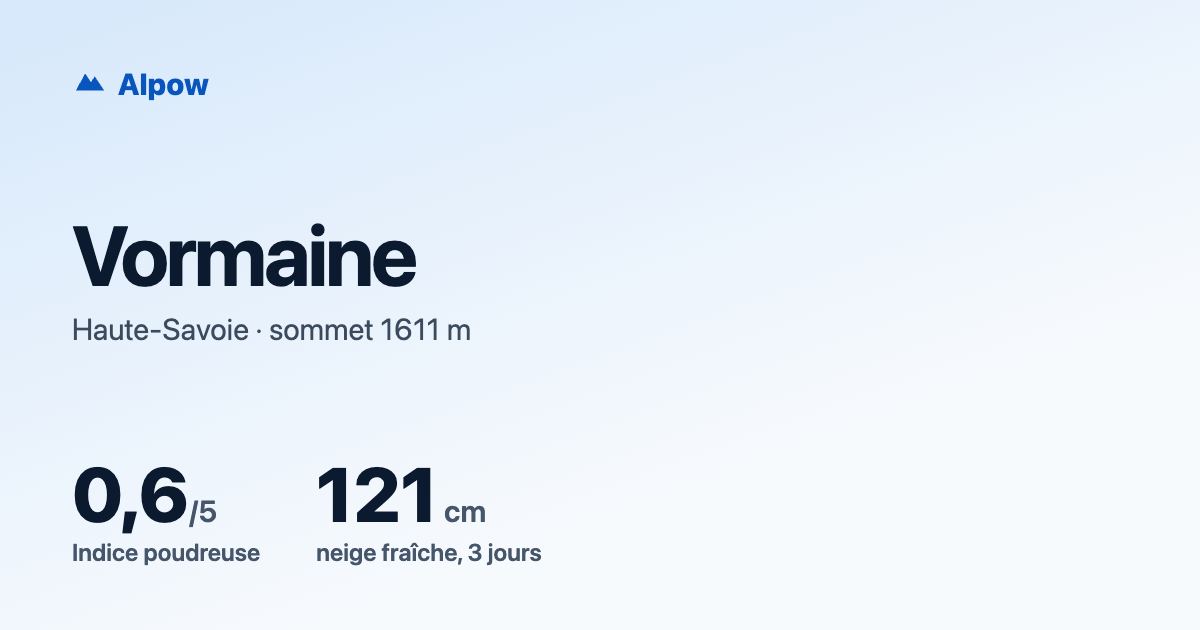 Alpow
Vormaine
Haute-Savoie · sommet 1611 m
0,6/5
Indice poudreuse
121 cm
neige fraîche, 3 jours